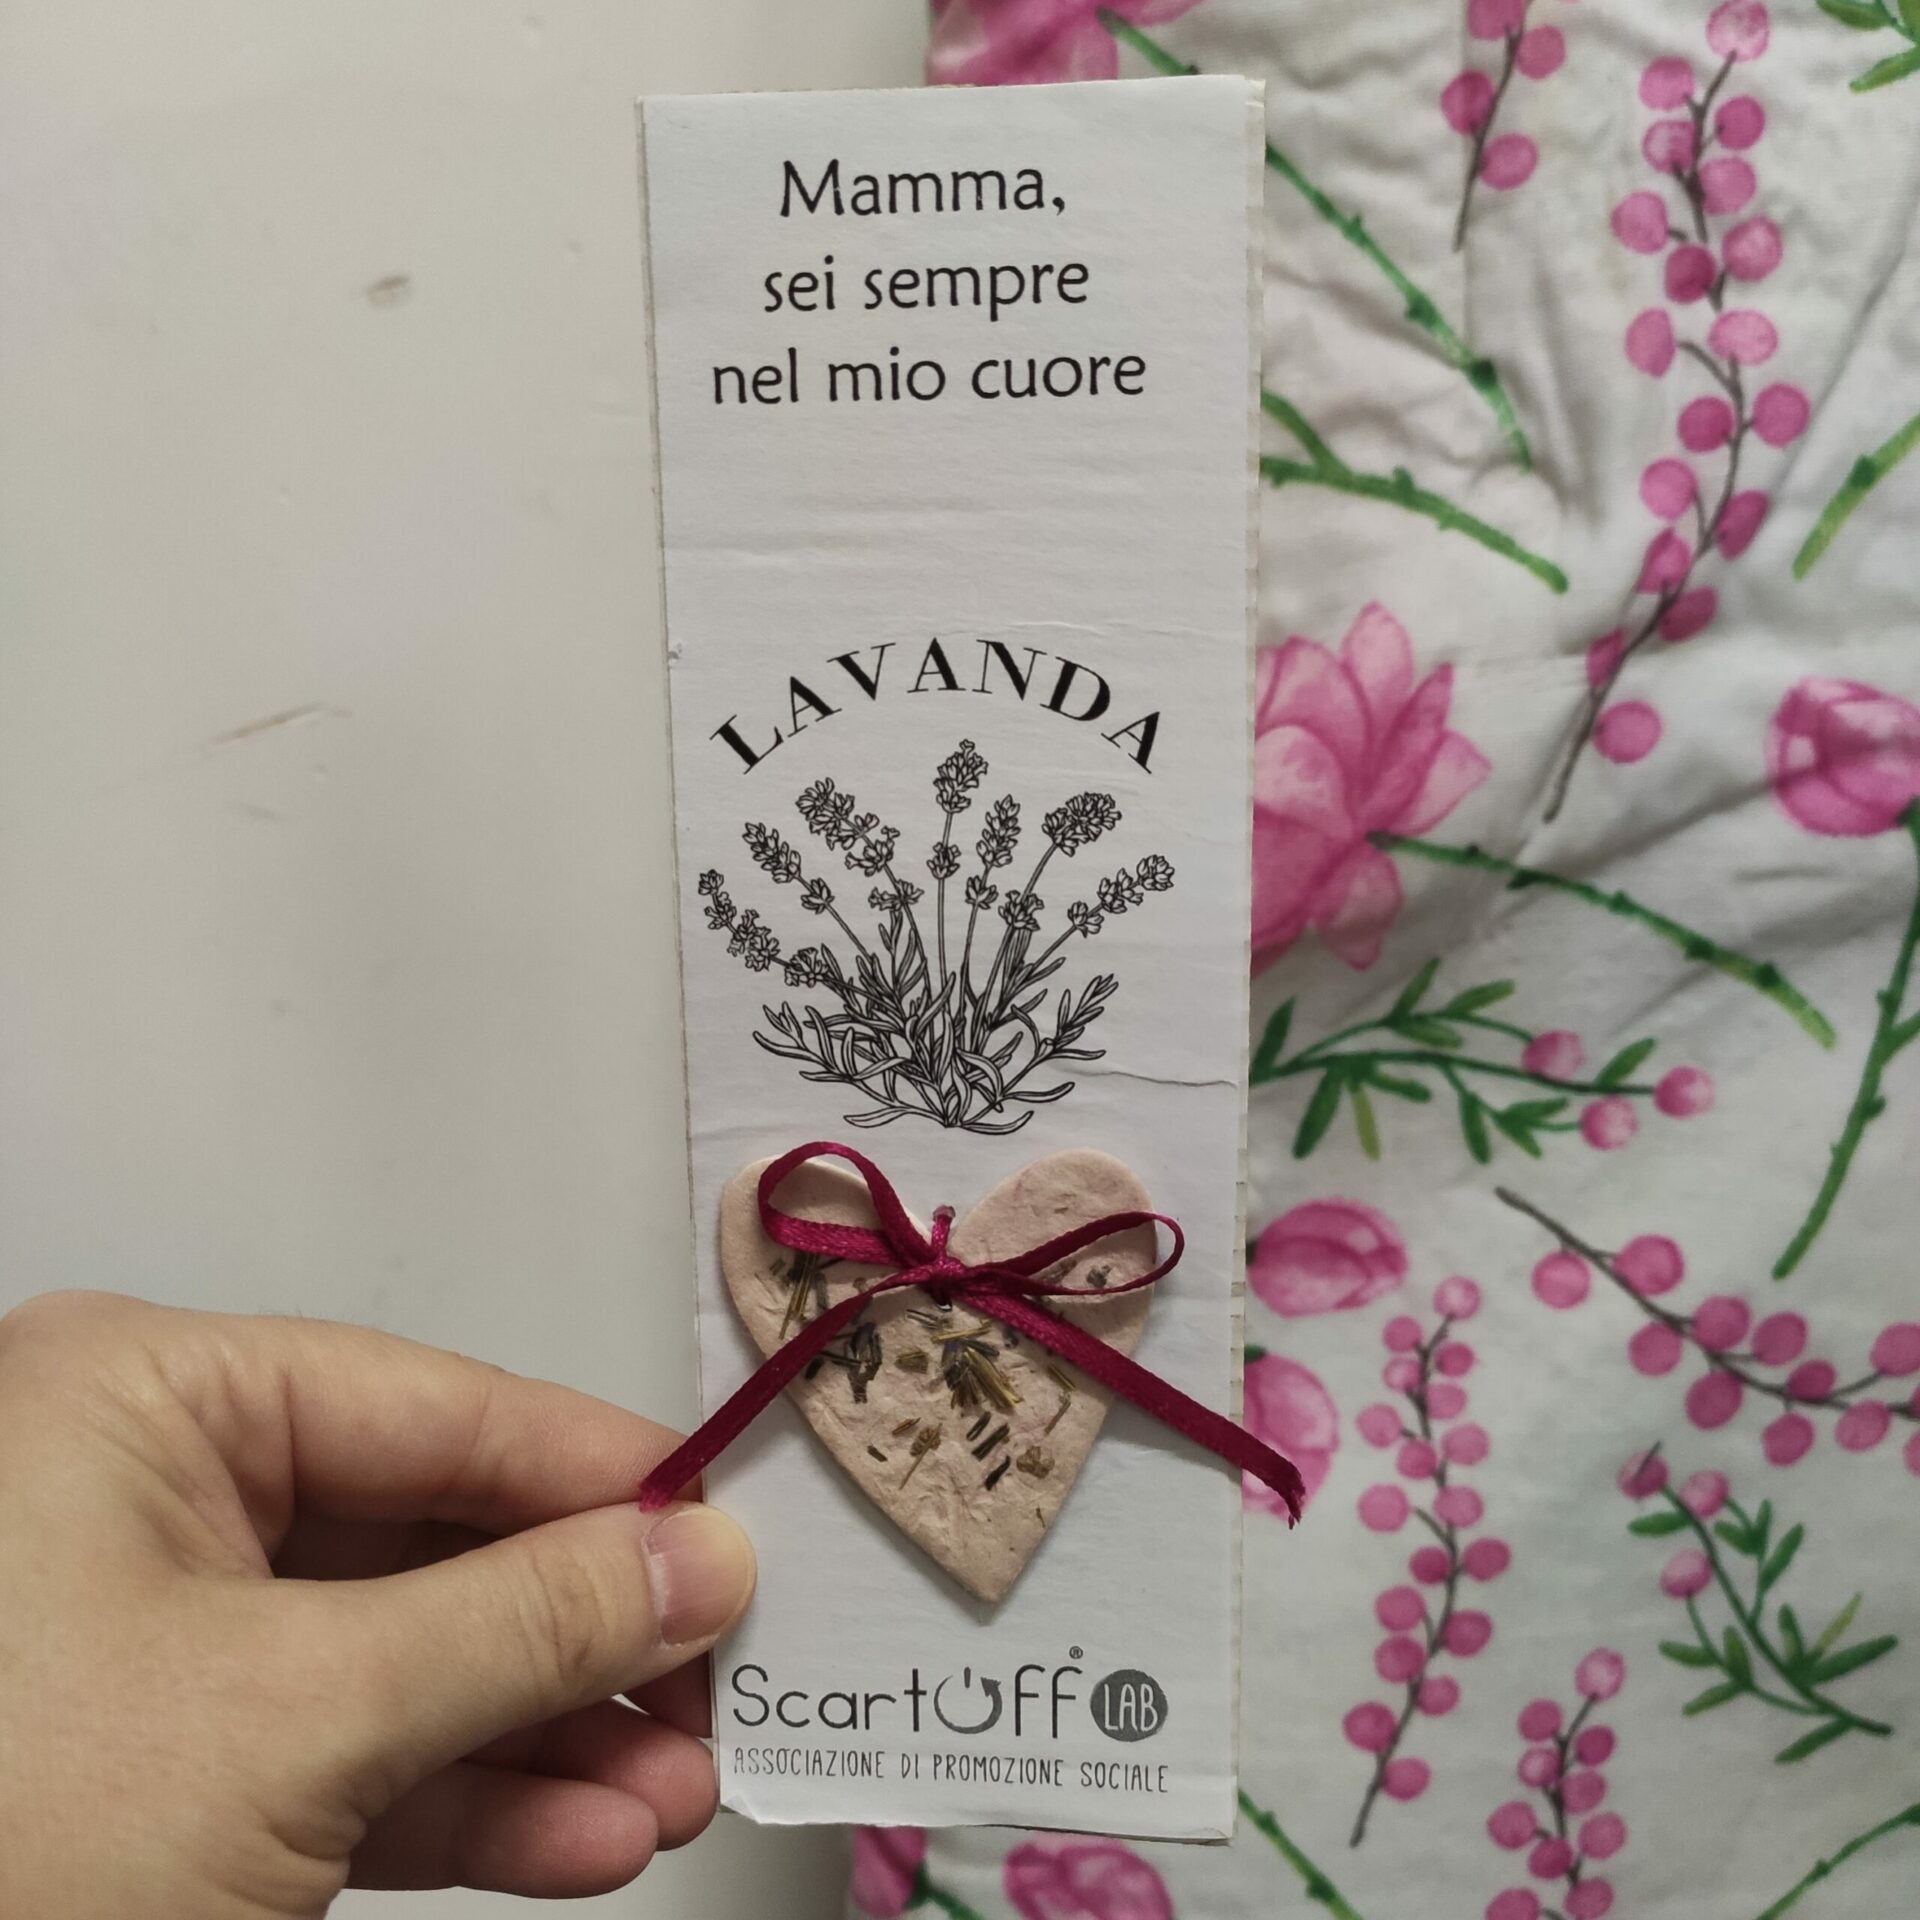 Mamma,
sei sempre
nel mio cuore
LAVANDA
ScartOff® LAB
ASSOCIAZIONE DI PROMOZIONE SOCIALE